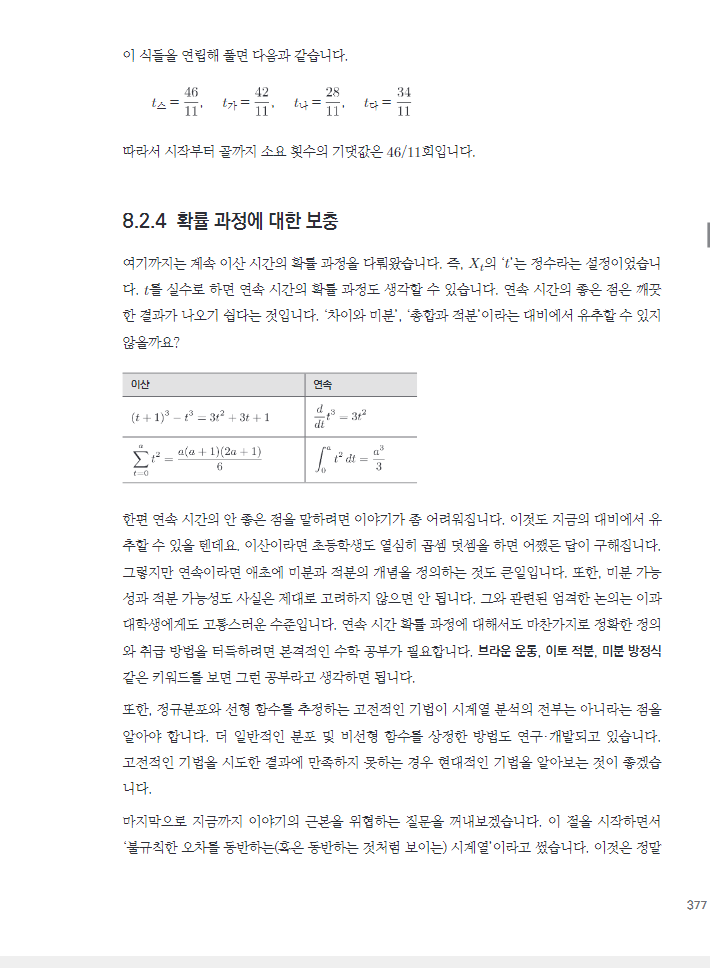 이 식들을 연립해 풀면 다음과 같습니다.
t스 = 46/11, t가 = 42/11, t나 = 28/11, t다 = 34/11
따라서 시작부터 골까지 소요 횟수의 기댓값은 46/11회입니다.
8.2.4 확률 과정에 대한 보충
여기까지는 계속 이산 시간의 확률 과정을 다뤄왔습니다. 즉, Xt의 ‘t’는 정수라는 설정이었습니
다. t를 실수로 하면 연속 시간의 확률 과정도 생각할 수 있습니다. 연속 시간의 좋은 점은 깨끗
한 결과가 나오기 쉽다는 것입니다. ‘차이와 미분’, ‘총합과 적분’이라는 대비에서 유추할 수 있지
않을까요?
이산 연속
(t + 1)³ − t³ = 3t² + 3t + 1 d/dt t³ = 3t²
∑_{t=0}^{a} t² = a(a + 1)(2a + 1)/6 ∫_0^a t² dt = a³/3
한편 연속 시간의 안 좋은 점을 말하려면 이야기가 좀 어려워집니다. 이것도 지금의 대비에서 유
추할 수 있을 텐데요. 이산이라면 초등학생도 열심히 곱셈 덧셈을 하면 어쨌든 답이 구해집니다.
그렇지만 연속이라면 애초에 미분과 적분의 개념을 정의하는 것도 큰일입니다. 또한, 미분 가능
성과 적분 가능성도 사실은 제대로 고려하지 않으면 안 됩니다. 그와 관련된 엄격한 논의는 이과
대학생에게도 고통스러운 수준입니다. 연속 시간 확률 과정에 대해서도 마찬가지로 정확한 정의
와 취급 방법을 터득하려면 본격적인 수학 공부가 필요합니다. 브라운 운동, 이토 적분, 미분 방정식
같은 키워드를 보면 그런 공부라고 생각하면 됩니다.
또한, 정규분포와 선형 함수를 추정하는 고전적인 기법이 시계열 분석의 전부는 아니라는 점을
알아야 합니다. 더 일반적인 분포 및 비선형 함수를 상정한 방법도 연구·개발되고 있습니다.
고전적인 기법을 시도한 결과에 만족하지 못하는 경우 현대적인 기법을 알아보는 것이 좋겠습
니다.
마지막으로 지금까지 이야기의 근본을 위협하는 질문을 꺼내보겠습니다. 이 절을 시작하면서
‘불규칙한 오차를 동반하는(혹은 동반하는 것처럼 보이는) 시계열’이라고 썼습니다. 이것은 정말
377